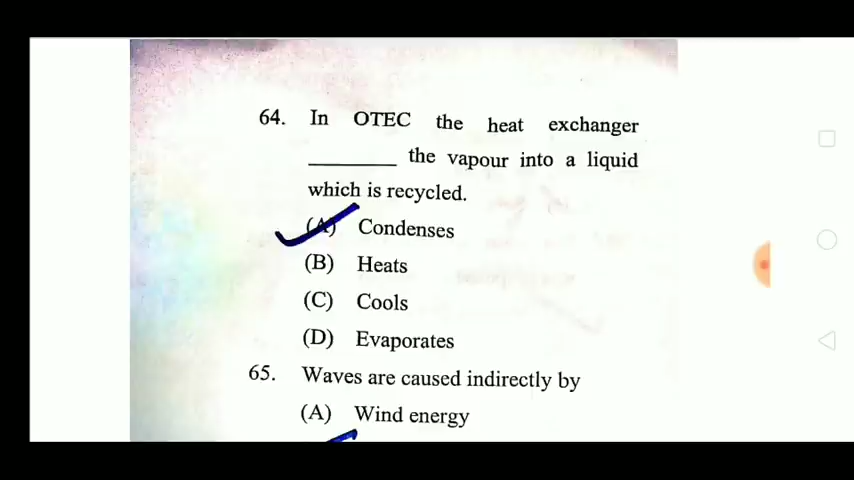 64. In OTEC the heat exchanger
________ the vapour into a liquid
which is recycled.
(A) Condenses
(B) Heats
(C) Cools
(D) Evaporates
65. Waves are caused indirectly by
(A) Wind energy